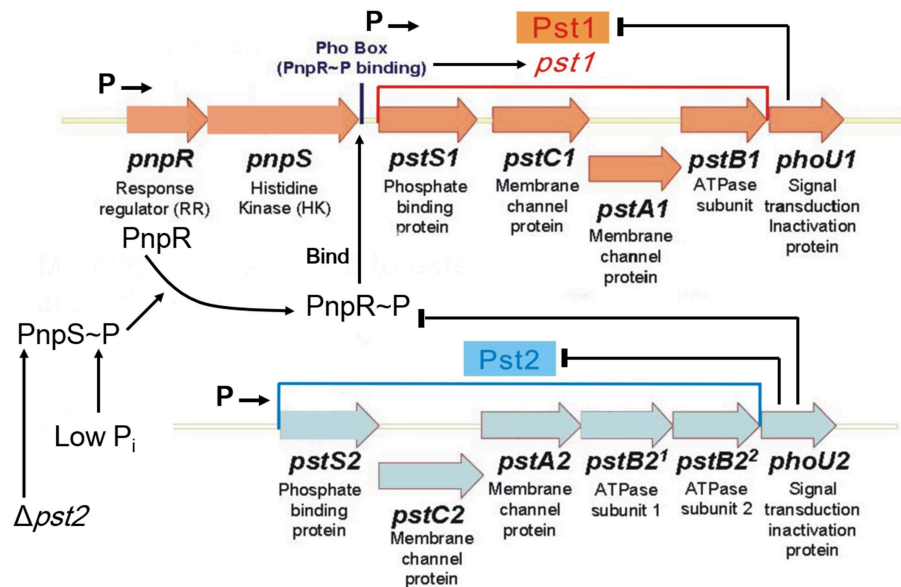 P
Pst1
Pho Box
(PnpR~P binding)
pst1
P
pnpR
Response
regulator (RR)
pnpS
Histidine
Kinase (HK)
pstS1
Phosphate
binding
protein
pstC1
Membrane
channel
protein
pstA1
Membrane
channel
protein
pstB1
ATPase
subunit
phoU1
Signal
transduction
Inactivation
protein
PnpR
Bind
PnpR~P
PnpS~P
Low Pi
Δpst2
Pst2
P
pstS2
Phosphate
binding
protein
pstC2
Membrane
channel
protein
pstA2
Membrane
channel
protein
pstB2¹
ATPase
subunit 1
pstB2²
ATPase
subunit 2
phoU2
Signal
transduction
inactivation
protein